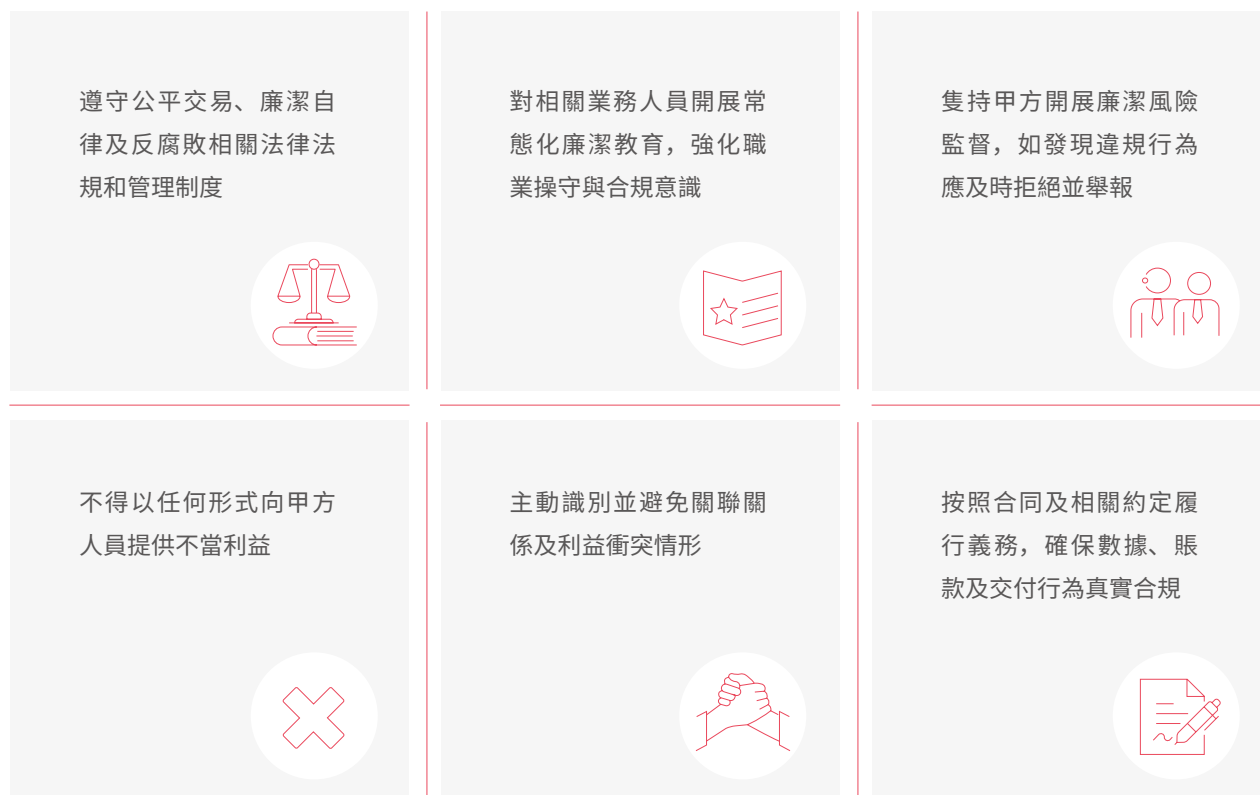 遵守公平交易、廉潔自
律及反腐敗相關法律法
規和管理制度
對相關業務人員開展常
態化廉潔教育，強化職
業操守與合規意識
隻持甲方開展廉潔風險
監督，如發現違規行為
應及時拒絕並舉報
不得以任何形式向甲方
人員提供不當利益
主動識別並避免關聯關
係及利益衝突情形
按照合同及相關約定履
行義務，確保數據、賬
款及交付行為真實合規